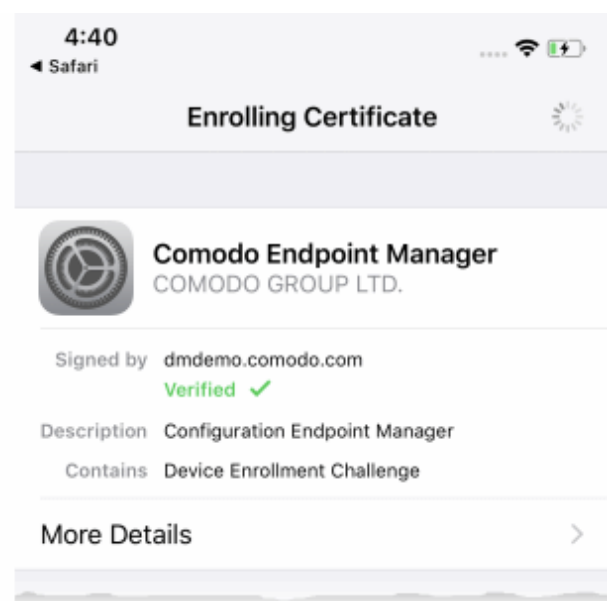 4:40
◀ Safari
Enrolling Certificate
Comodo Endpoint Manager
COMODO GROUP LTD.
Signed by dmdemo.comodo.com
Verified ✓
Description Configuration Endpoint Manager
Contains Device Enrollment Challenge
More Details